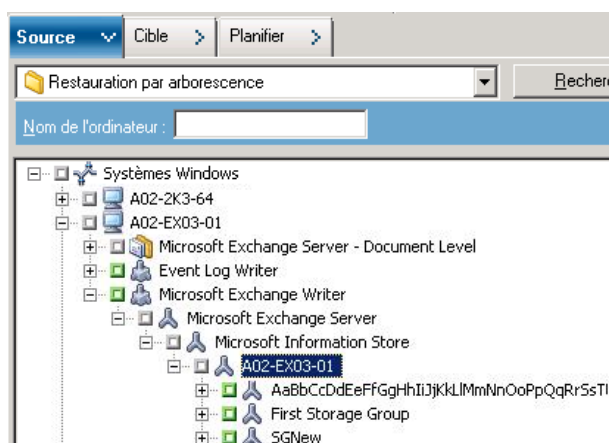 Source Cible Planifier
Restauration par arborescence
Nom de l'ordinateur :
Systèmes Windows
A02-2K3-64
A02-EX03-01
Microsoft Exchange Server - Document Level
Event Log Writer
Microsoft Exchange Writer
Microsoft Exchange Server
Microsoft Information Store
A02-EX03-01
First Storage Group
SGNew